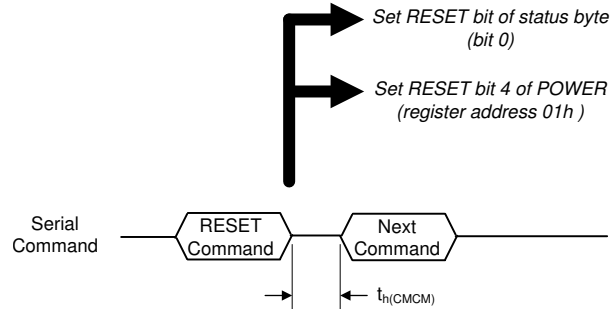 Set RESET bit of status byte
(bit 0)
Set RESET bit 4 of POWER
(register address 01h )
Serial
Command
RESET
Command
Next
Command
th(CMCM)